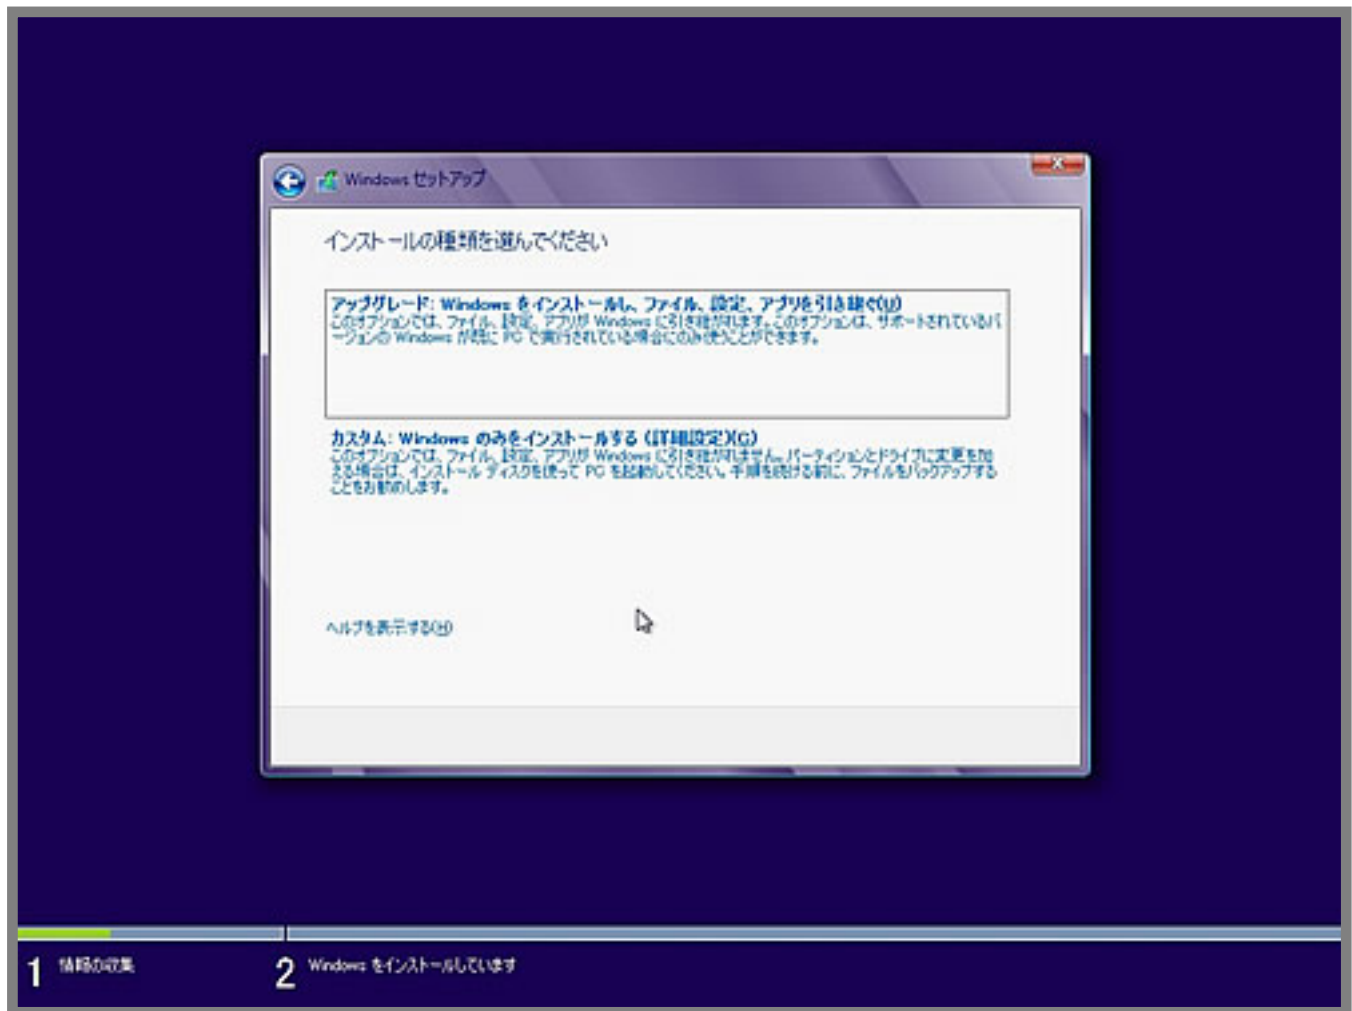 Windows セットアップ
インストールの種類を選んでください
アップグレード: Windows をインストールし、ファイル、設定、アプリを引き継ぐ(U)
このオプションでは、ファイル、設定、アプリが Windows に引き継がれます。このオプションは、サポートされているバ
ージョンの Windows が既に PC で実行されている場合にのみ使うことができます。
カスタム: Windows のみをインストールする (詳細設定)(C)
このオプションでは、ファイル、設定、アプリが Windows に引き継がれません。パーティションとドライブに変更を加
える場合は、インストール ディスクを使って PC を起動してください。手順を続ける前に、ファイルをバックアップする
ことをお勧めします。
ヘルプを表示する(H)
1 情報の収集
2 Windows をインストールしています